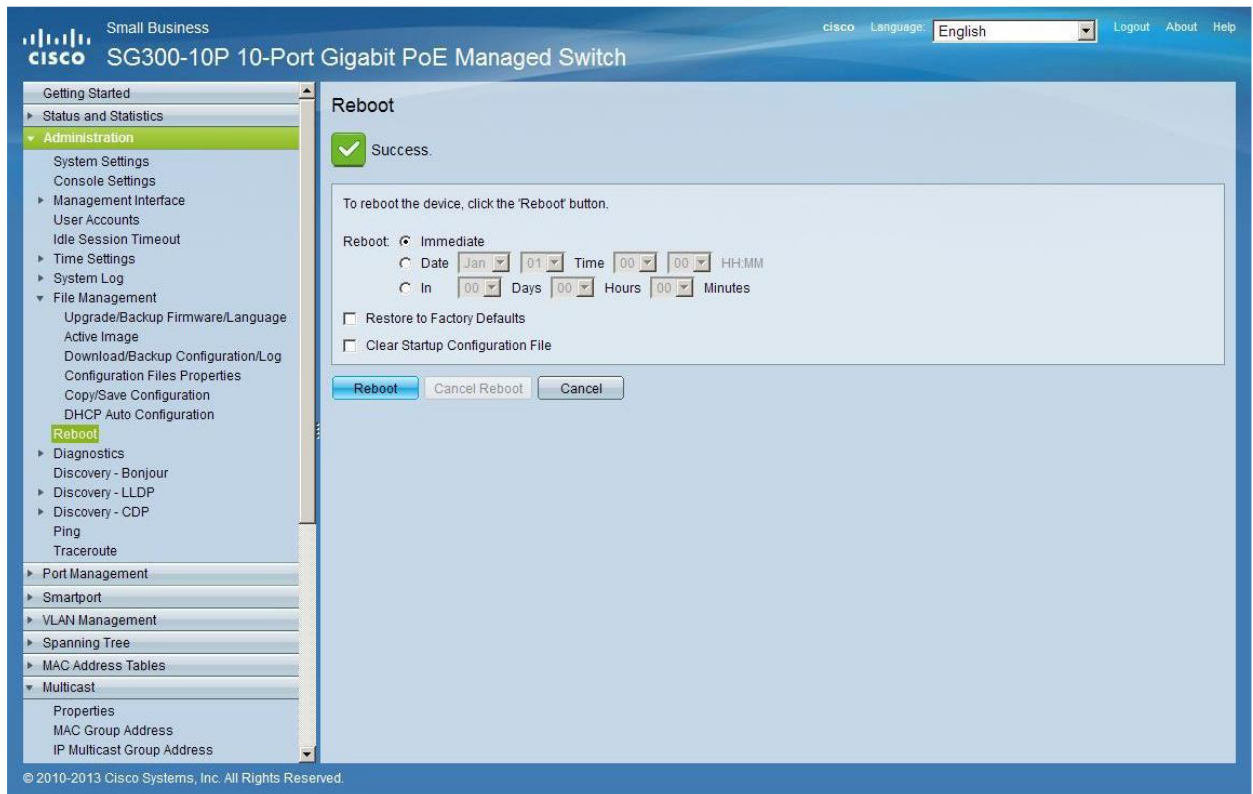 Small Business
cisco
SG300-10P 10-Port Gigabit PoE Managed Switch
cisco Language: English Logout About Help
Getting Started
Status and Statistics
Administration
System Settings
Console Settings
Management Interface
User Accounts
Idle Session Timeout
Time Settings
System Log
File Management
Upgrade/Backup Firmware/Language
Active Image
Download/Backup Configuration/Log
Configuration Files Properties
Copy/Save Configuration
DHCP Auto Configuration
Reboot
Diagnostics
Discovery - Bonjour
Discovery - LLDP
Discovery - CDP
Ping
Traceroute
Port Management
Smartport
VLAN Management
Spanning Tree
MAC Address Tables
Multicast
Properties
MAC Group Address
IP Multicast Group Address
Reboot
Success.
To reboot the device, click the 'Reboot' button.
Reboot: Immediate
Date Jan 01 Time 00 00 HH:MM
In 00 Days 00 Hours 00 Minutes
Restore to Factory Defaults
Clear Startup Configuration File
Reboot Cancel Reboot Cancel
© 2010-2013 Cisco Systems, Inc. All Rights Reserved.